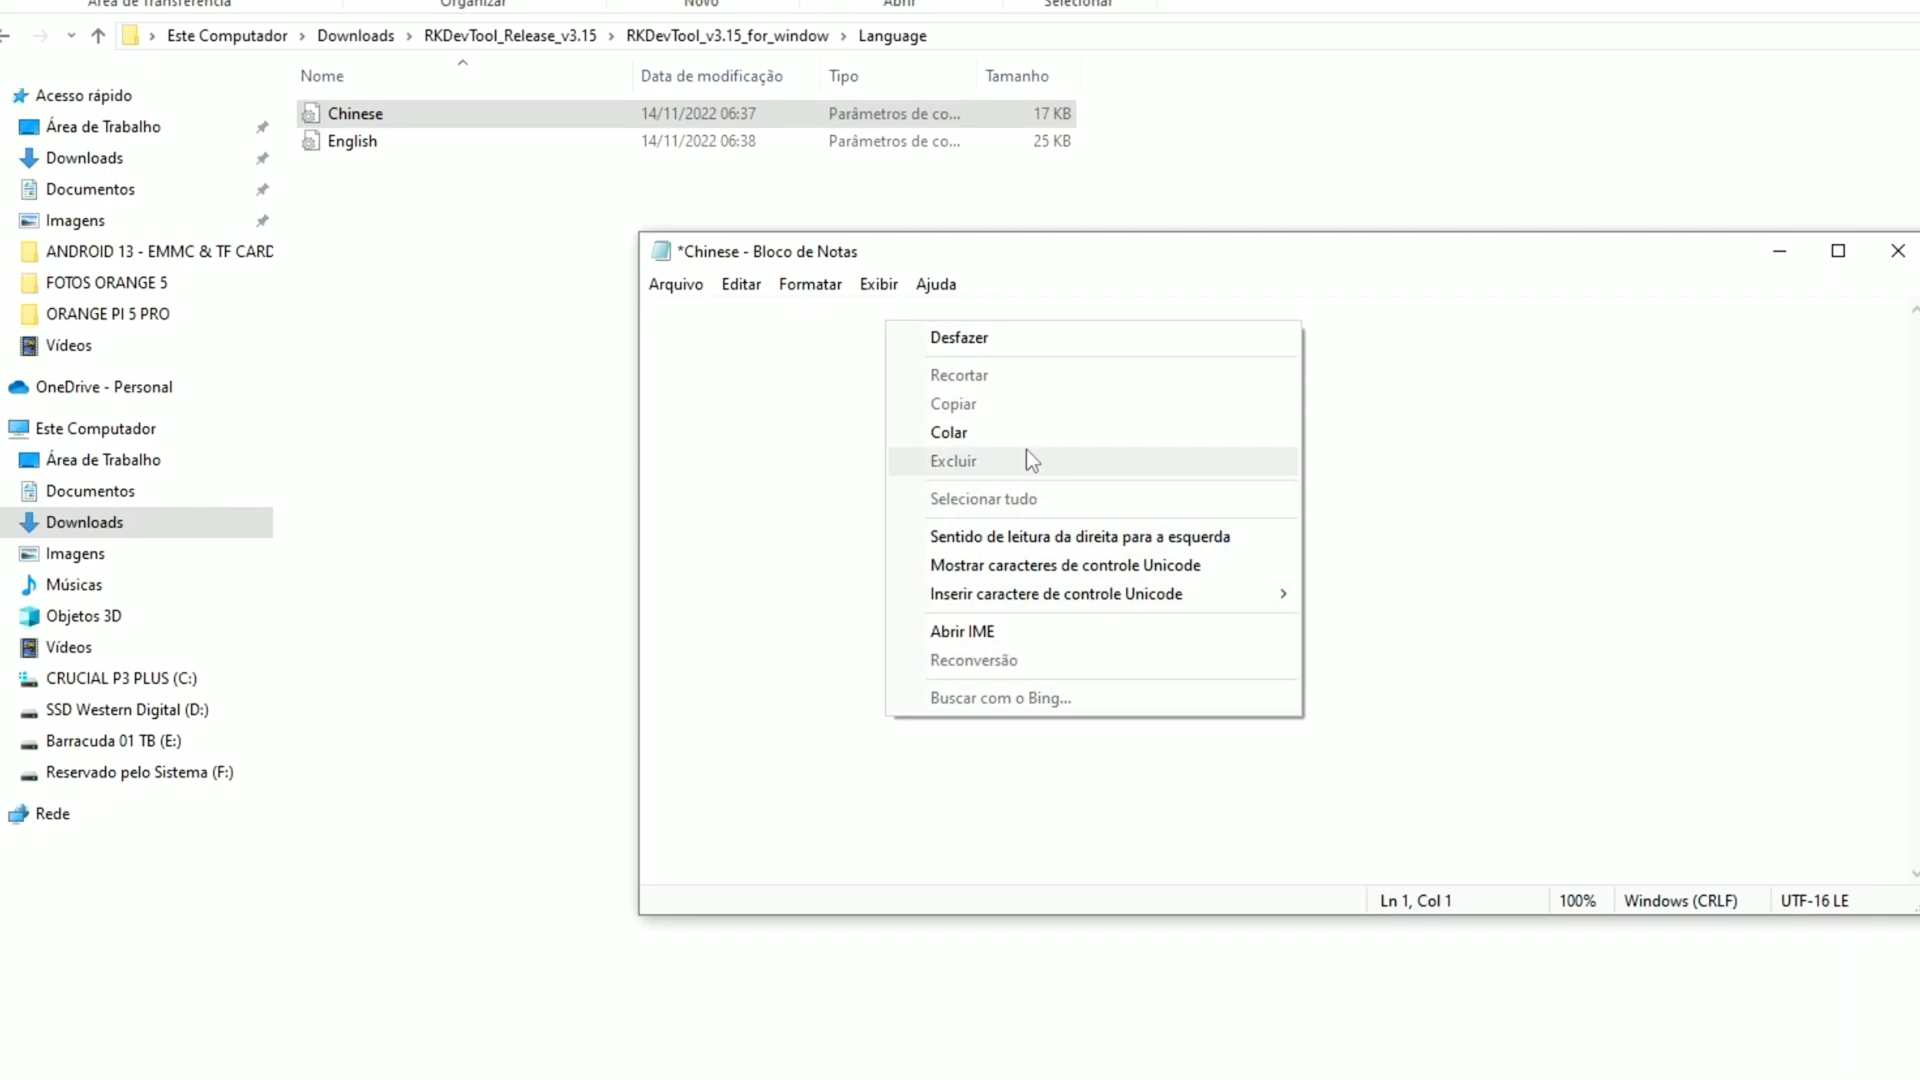 Área de Transferência Organizar Novo Abrir Selecionar
Este Computador Downloads RKDevTool_Release_v3.15 RKDevTool_v3.15_for_window Language
Nome Data de modificação Tipo Tamanho
Chinese 14/11/2022 06:37 Parâmetros de co... 17 KB
English 14/11/2022 06:38 Parâmetros de co... 25 KB
Acesso rápido
Área de Trabalho
Downloads
Documentos
Imagens
ANDROID 13 - EMMC & TF CARD
FOTOS ORANGE 5
ORANGE PI 5 PRO
Vídeos
OneDrive - Personal
Este Computador
Área de Trabalho
Documentos
Downloads
Imagens
Músicas
Objetos 3D
Vídeos
CRUCIAL P3 PLUS (C:)
SSD Western Digital (D:)
Barracuda 01 TB (E:)
Reservado pelo Sistema (F:)
Rede
*Chinese - Bloco de Notas
Arquivo Editar Formatar Exibir Ajuda
Desfazer
Recortar
Copiar
Colar
Excluir
Selecionar tudo
Sentido de leitura da direita para a esquerda
Mostrar caracteres de controle Unicode
Inserir caractere de controle Unicode
Abrir IME
Reconversão
Buscar com o Bing...
Ln 1, Col 1 100% Windows (CRLF) UTF-16 LE